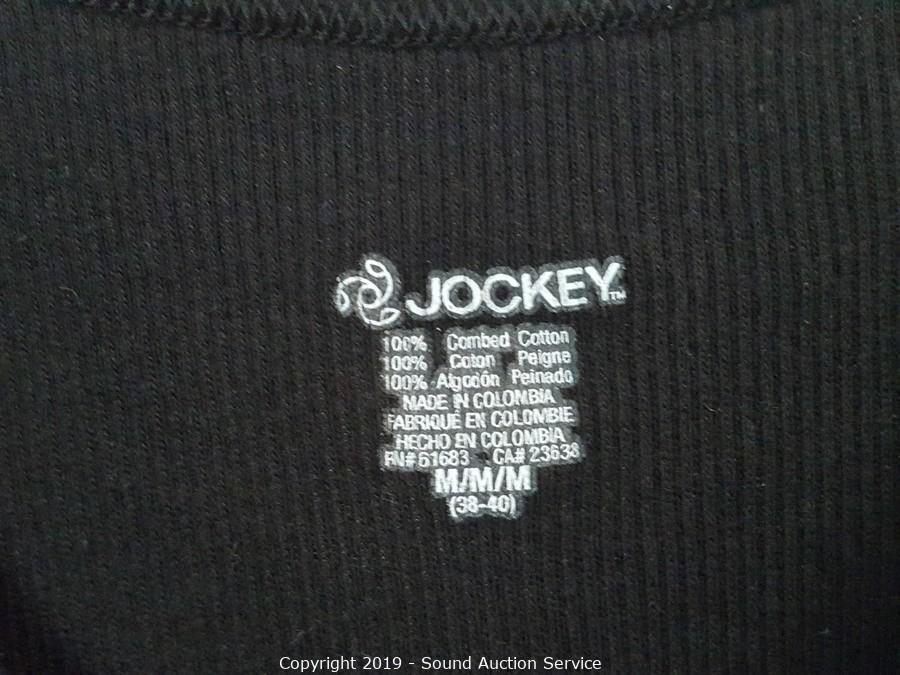 JOCKEY™
100% Combed Cotton
100% Coton Peigne
100% Algodón Peinado
MADE IN COLOMBIA
FABRIQUÉ EN COLOMBIE
HECHO EN COLOMBIA
RN# 61683 CA# 23638
M/M/M
(38-40)
Copyright 2019 - Sound Auction Service